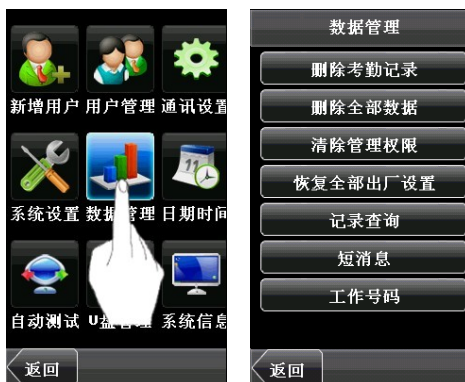 新增用户 用户管理 通讯设置
系统设置 数据管理 日期时间
自动测试 U盘管理 系统信息
返回
数据管理
删除考勤记录
删除全部数据
清除管理权限
恢复全部出厂设置
记录查询
短消息
工作号码
返回